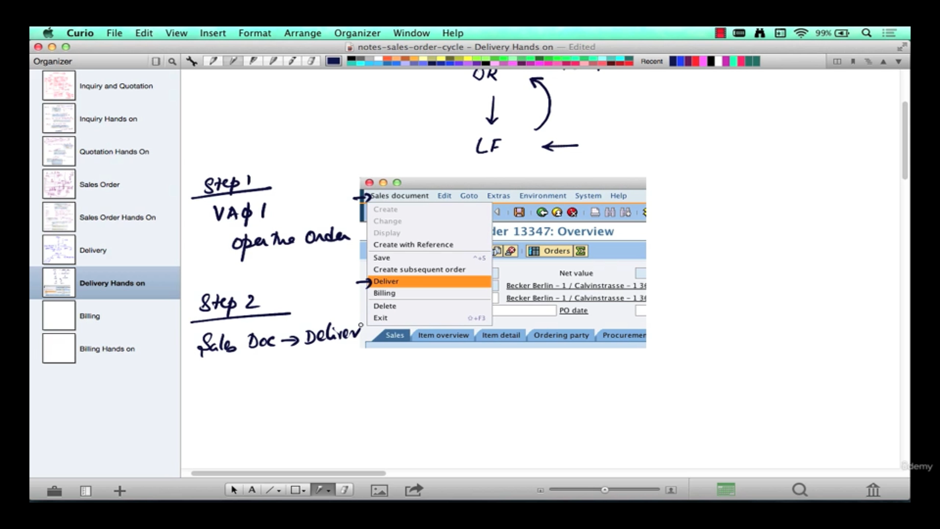 Curio File Edit View Insert Format Arrange Organizer Window Help 99%
notes-sales-order-cycle - Delivery Hands on — Edited
Organizer
Recent
Inquiry and Quotation
Inquiry Hands on
Quotation Hands On
Sales Order
Sales Order Hands On
Delivery
Delivery Hands on
Billing
Billing Hands on
OR
LF
Step 1
VA01
open the Order
Step 2
Sales Doc → Deliver
Sales document Edit Goto Extras Environment System Help
Create
Change
Display
Create with Reference
Save ^+S
Create subsequent order
Deliver
Billing
Delete
Exit ⇧+F3
der 13347: Overview
Orders
Net value
Becker Berlin - 1 / Calvinstrasse - 1 36
Becker Berlin - 1 / Calvinstrasse - 1 36
PO date
Sales Item overview Item detail Ordering party Procuremen
ûdemy